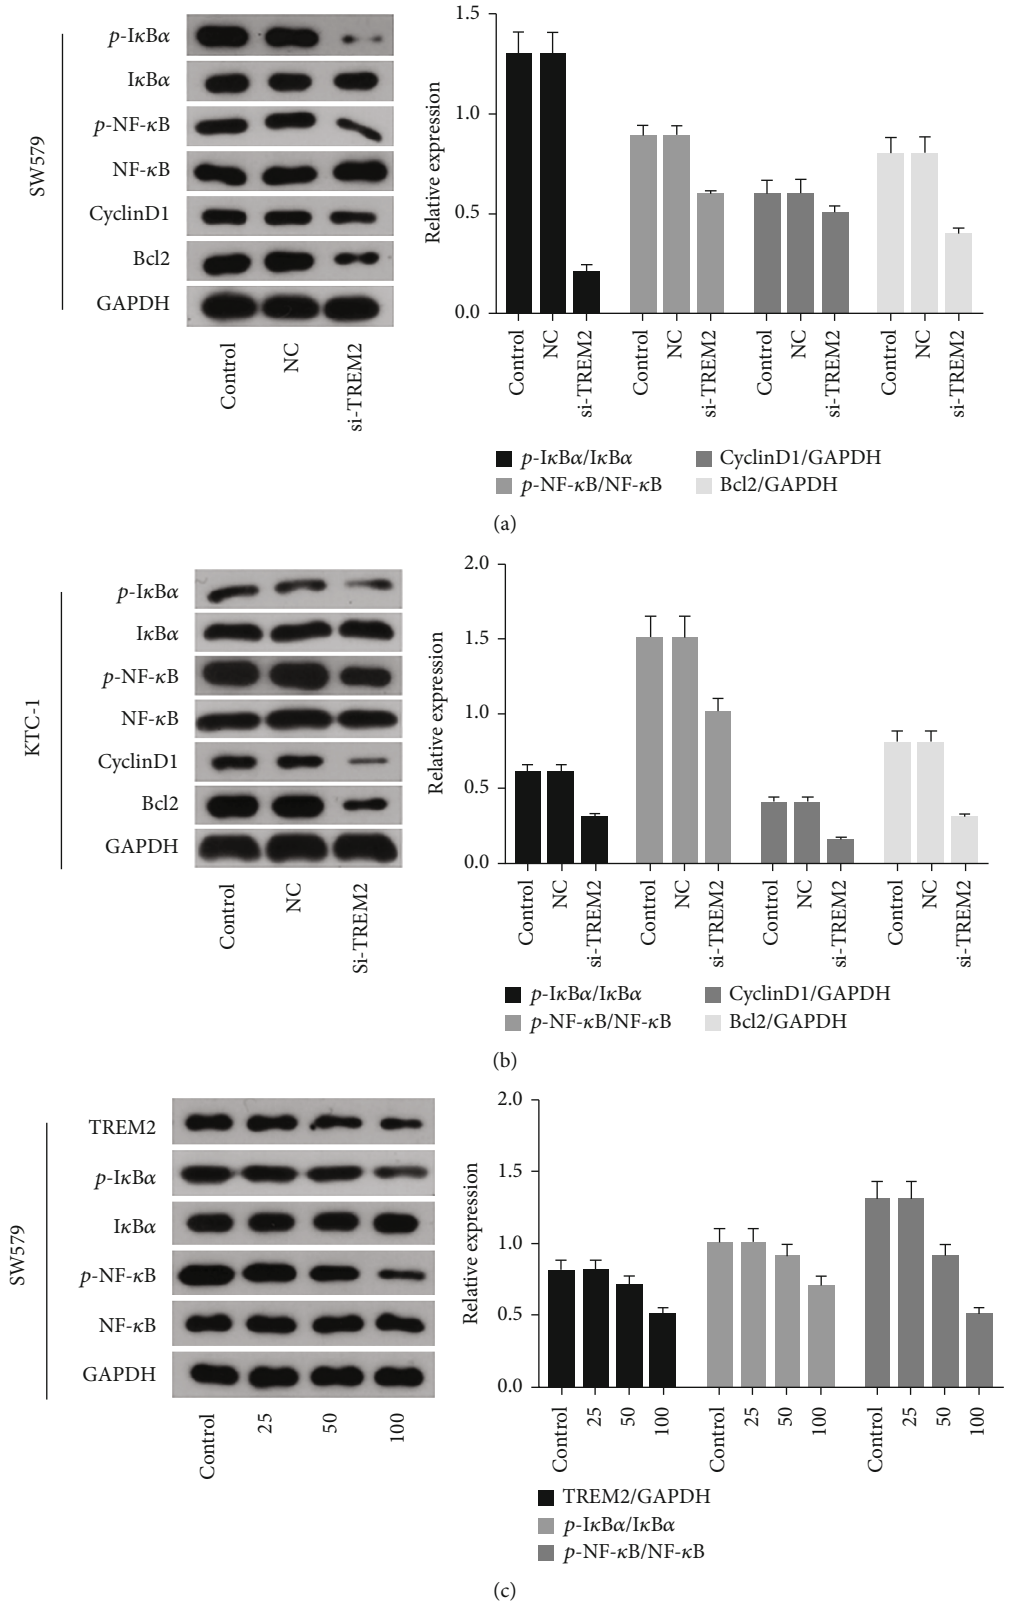 SW579
p-IκBα
IκBα
p-NF-κB
NF-κB
CyclinD1
Bcl2
GAPDH
Control
NC
si-TREM2
Relative expression
1.5
1.0
0.5
0.0
Control
NC
si-TREM2
Control
NC
si-TREM2
Control
NC
si-TREM2
Control
NC
si-TREM2
p-IκBα/IκBα
CyclinD1/GAPDH
p-NF-κB/NF-κB
Bcl2/GAPDH
(a)
KTC-1
p-IκBα
IκBα
p-NF-κB
NF-κB
CyclinD1
Bcl2
GAPDH
Control
NC
Si-TREM2
Relative expression
2.0
1.5
1.0
0.5
0.0
Control
NC
si-TREM2
Control
NC
si-TREM2
Control
NC
si-TREM2
Control
NC
si-TREM2
p-IκBα/IκBα
CyclinD1/GAPDH
p-NF-κB/NF-κB
Bcl2/GAPDH
(b)
SW579
TREM2
p-IκBα
IκBα
p-NF-κB
NF-κB
GAPDH
Control
25
50
100
Relative expression
2.0
1.5
1.0
0.5
0.0
Control
25
50
100
Control
25
50
100
Control
25
50
100
TREM2/GAPDH
p-IκBα/IκBα
p-NF-κB/NF-κB
(c)